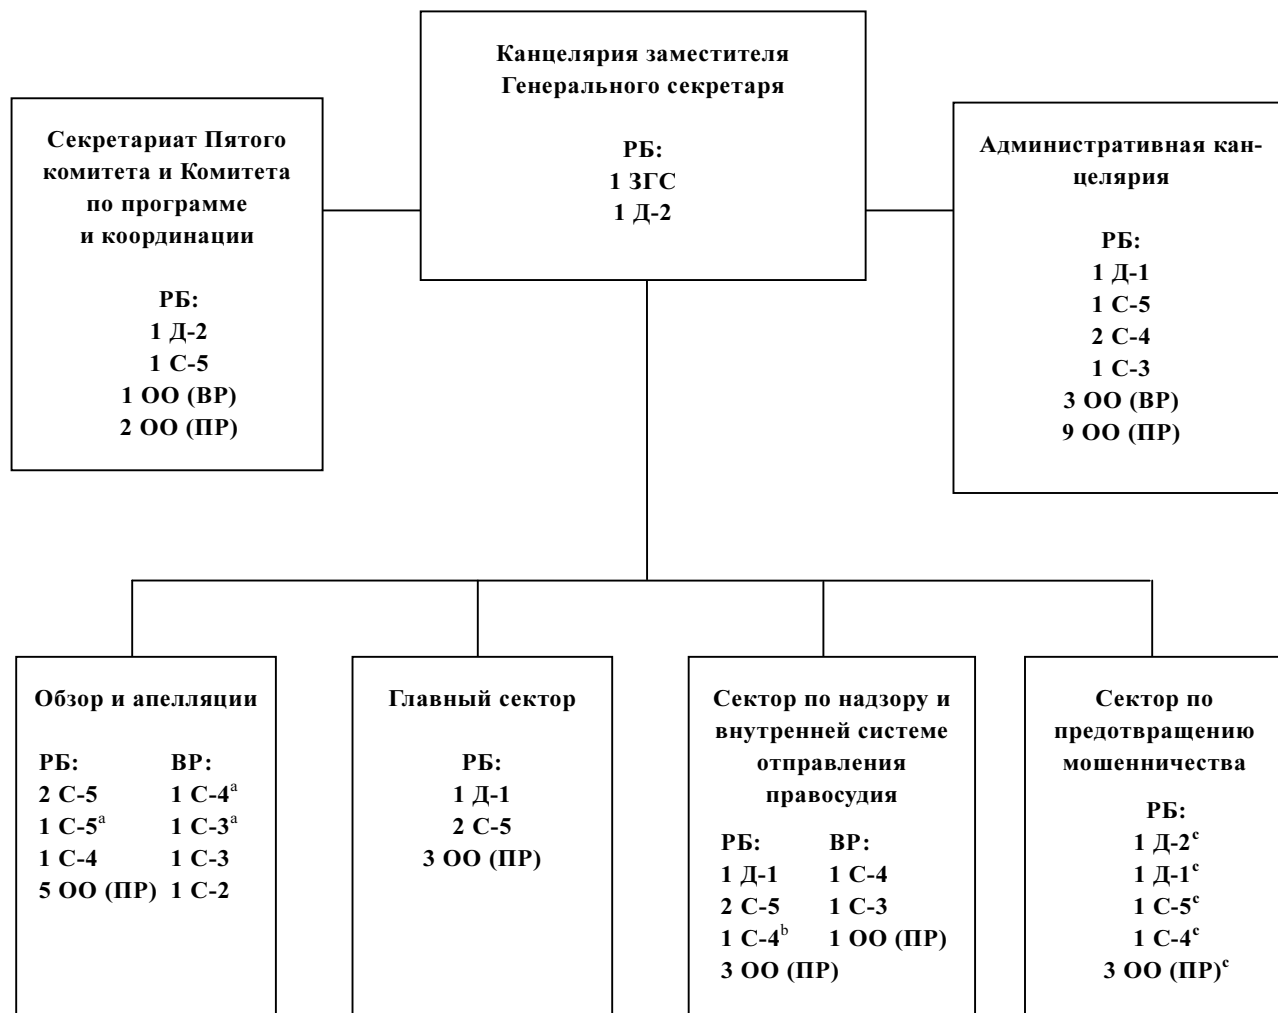 Канцелярия заместителя
Генерального секретаря
РБ:
1 ЗГС
1 Д-2
Секретариат Пятого
комитета и Комитета
по программе
и координации
РБ:
1 Д-2
1 С-5
1 ОО (ВР)
2 ОО (ПР)
Административная кан-
целярия
РБ:
1 Д-1
1 С-5
2 С-4
1 С-3
3 ОО (ВР)
9 ОО (ПР)
Обзор и апелляции
РБ: ВР:
2 С-5 1 С-4a
1 С-5a 1 С-3a
1 С-4 1 С-3
5 ОО (ПР) 1 С-2
Главный сектор
РБ:
1 Д-1
2 С-5
3 ОО (ПР)
Сектор по надзору и
внутренней системе
отправления
правосудия
РБ: ВР:
1 Д-1 1 С-4
2 С-5 1 С-3
1 С-4b 1 ОО (ПР)
3 ОО (ПР)
Сектор по
предотвращению
мошенничества
РБ:
1 Д-2c
1 Д-1c
1 С-5c
1 С-4c
3 ОО (ПР)c